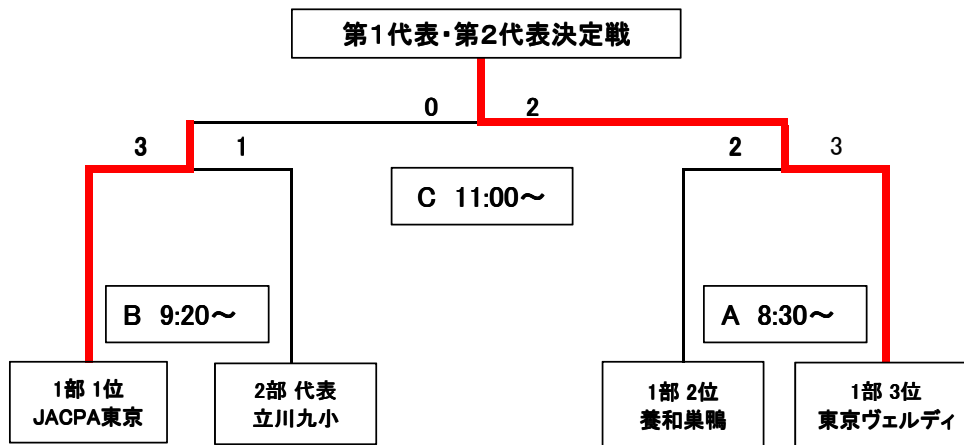 第1代表・第2代表決定戦
0 2
3 1 2 3
C 11:00～
B 9:20～ A 8:30～
1部 1位
JACPA東京
2部 代表
立川九小
1部 2位
養和巣鴨
1部 3位
東京ヴェルディ